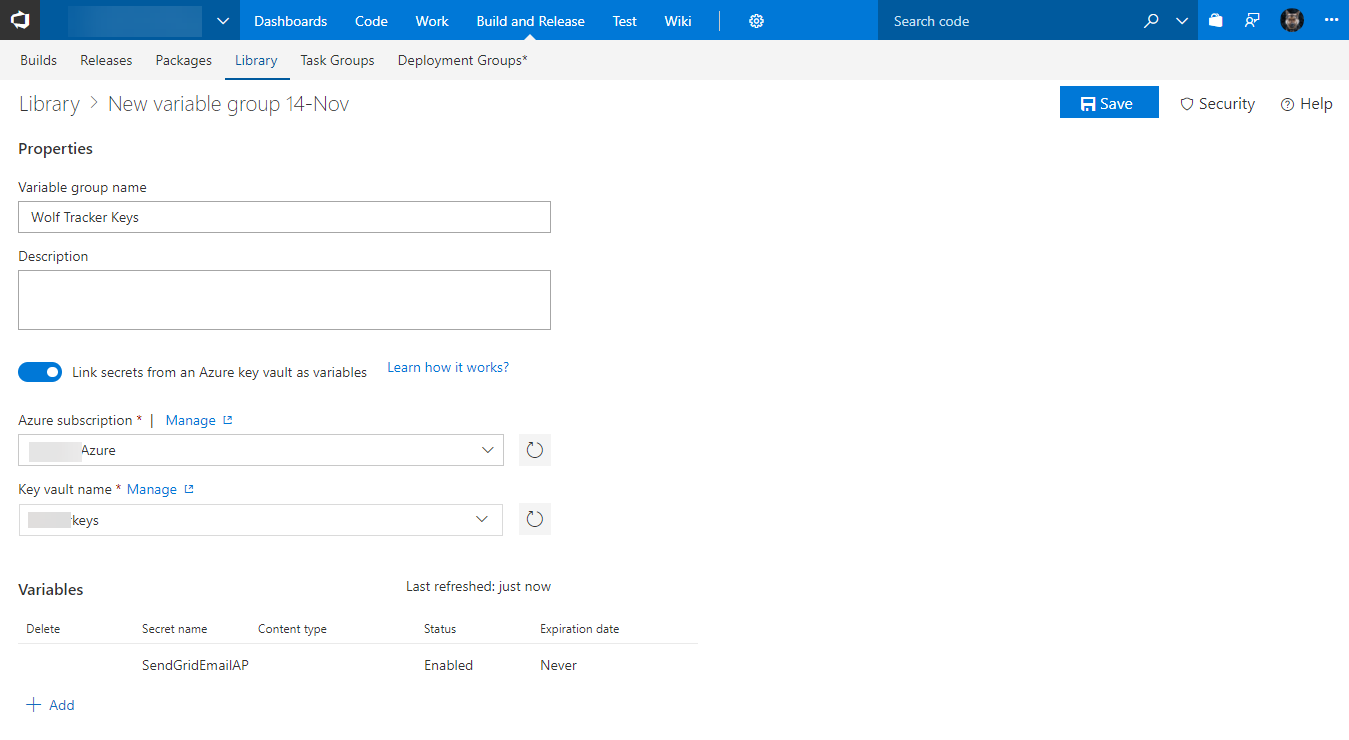 Dashboards Code Work Build and Release Test Wiki Search code
Builds Releases Packages Library Task Groups Deployment Groups*
Library > New variable group 14-Nov Save Security Help
Properties
Variable group name
Wolf Tracker Keys
Description
Link secrets from an Azure key vault as variables Learn how it works?
Azure subscription * | Manage
Azure
Key vault name * Manage
keys
Variables Last refreshed: just now
Delete Secret name Content type Status Expiration date
SendGridEmailAP Enabled Never
+ Add